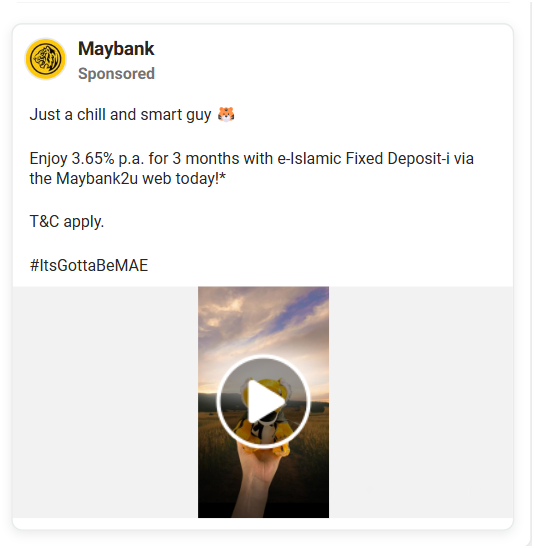 Maybank
Sponsored
Just a chill and smart guy 🐯
Enjoy 3.65% p.a. for 3 months with e-Islamic Fixed Deposit-i via
the Maybank2u web today!*
T&C apply.
#ItsGottaBeMAE